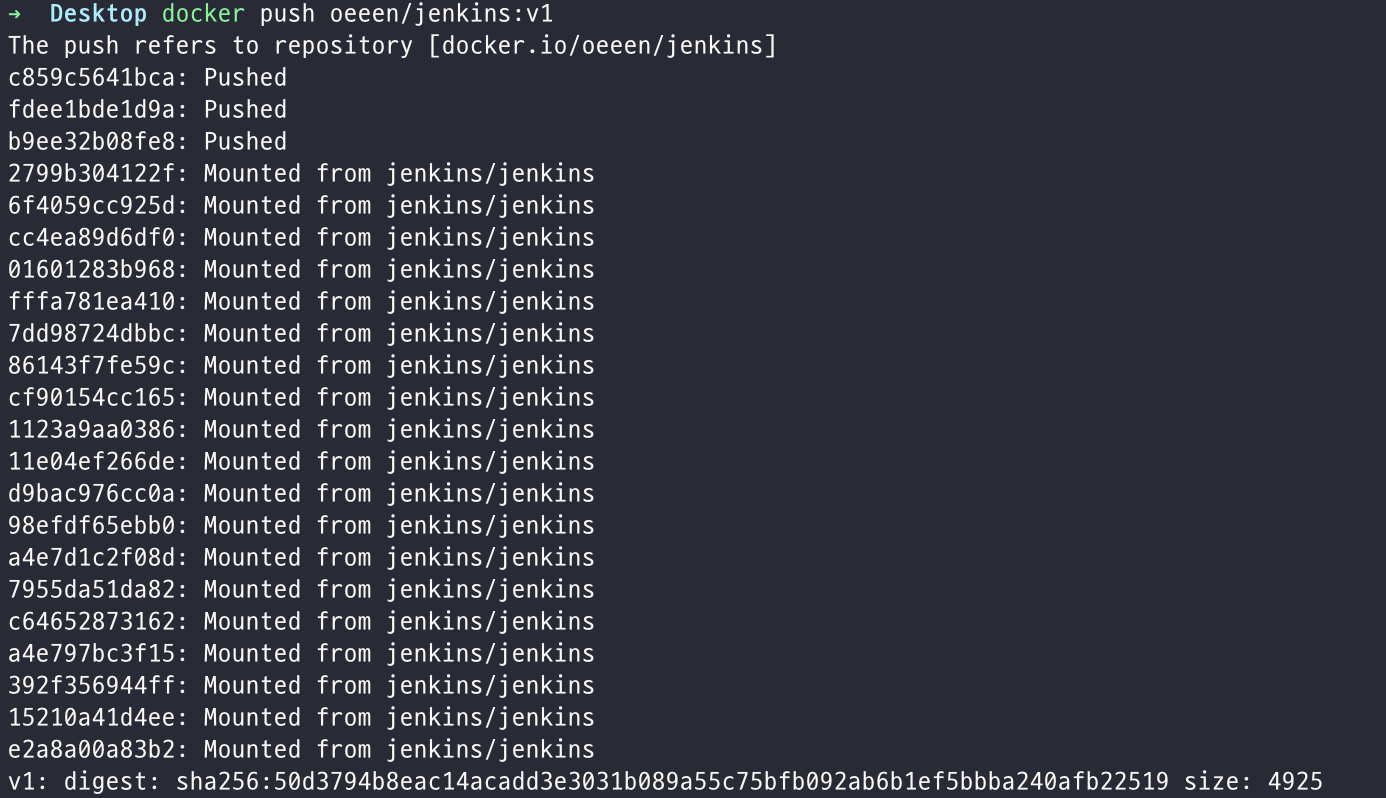 → Desktop docker push oeeen/jenkins:v1
The push refers to repository [docker.io/oeeen/jenkins]
c859c5641bca: Pushed
fdee1bde1d9a: Pushed
b9ee32b08fe8: Pushed
2799b304122f: Mounted from jenkins/jenkins
6f4059cc925d: Mounted from jenkins/jenkins
cc4ea89d6df0: Mounted from jenkins/jenkins
01601283b968: Mounted from jenkins/jenkins
fffa781ea410: Mounted from jenkins/jenkins
7dd98724dbbc: Mounted from jenkins/jenkins
86143f7fe59c: Mounted from jenkins/jenkins
cf90154cc165: Mounted from jenkins/jenkins
1123a9aa0386: Mounted from jenkins/jenkins
11e04ef266de: Mounted from jenkins/jenkins
d9bac976cc0a: Mounted from jenkins/jenkins
98efdf65ebb0: Mounted from jenkins/jenkins
a4e7d1c2f08d: Mounted from jenkins/jenkins
7955da51da82: Mounted from jenkins/jenkins
c64652873162: Mounted from jenkins/jenkins
a4e797bc3f15: Mounted from jenkins/jenkins
392f356944ff: Mounted from jenkins/jenkins
15210a41d4ee: Mounted from jenkins/jenkins
e2a8a00a83b2: Mounted from jenkins/jenkins
v1: digest: sha256:50d3794b8eac14acadd3e3031b089a55c75bfb092ab6b1ef5bbba240afb22519 size: 4925